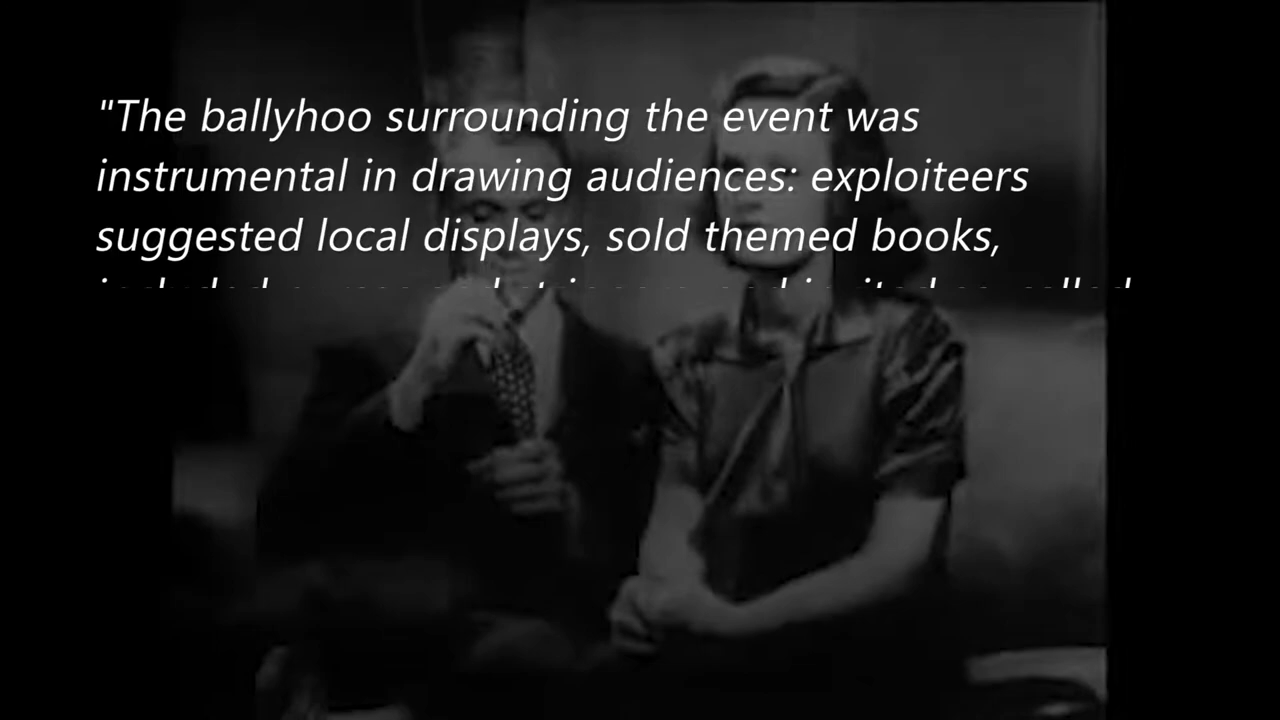 "The ballyhoo surrounding the event was
instrumental in drawing audiences: exploiteers
suggested local displays, sold themed books,